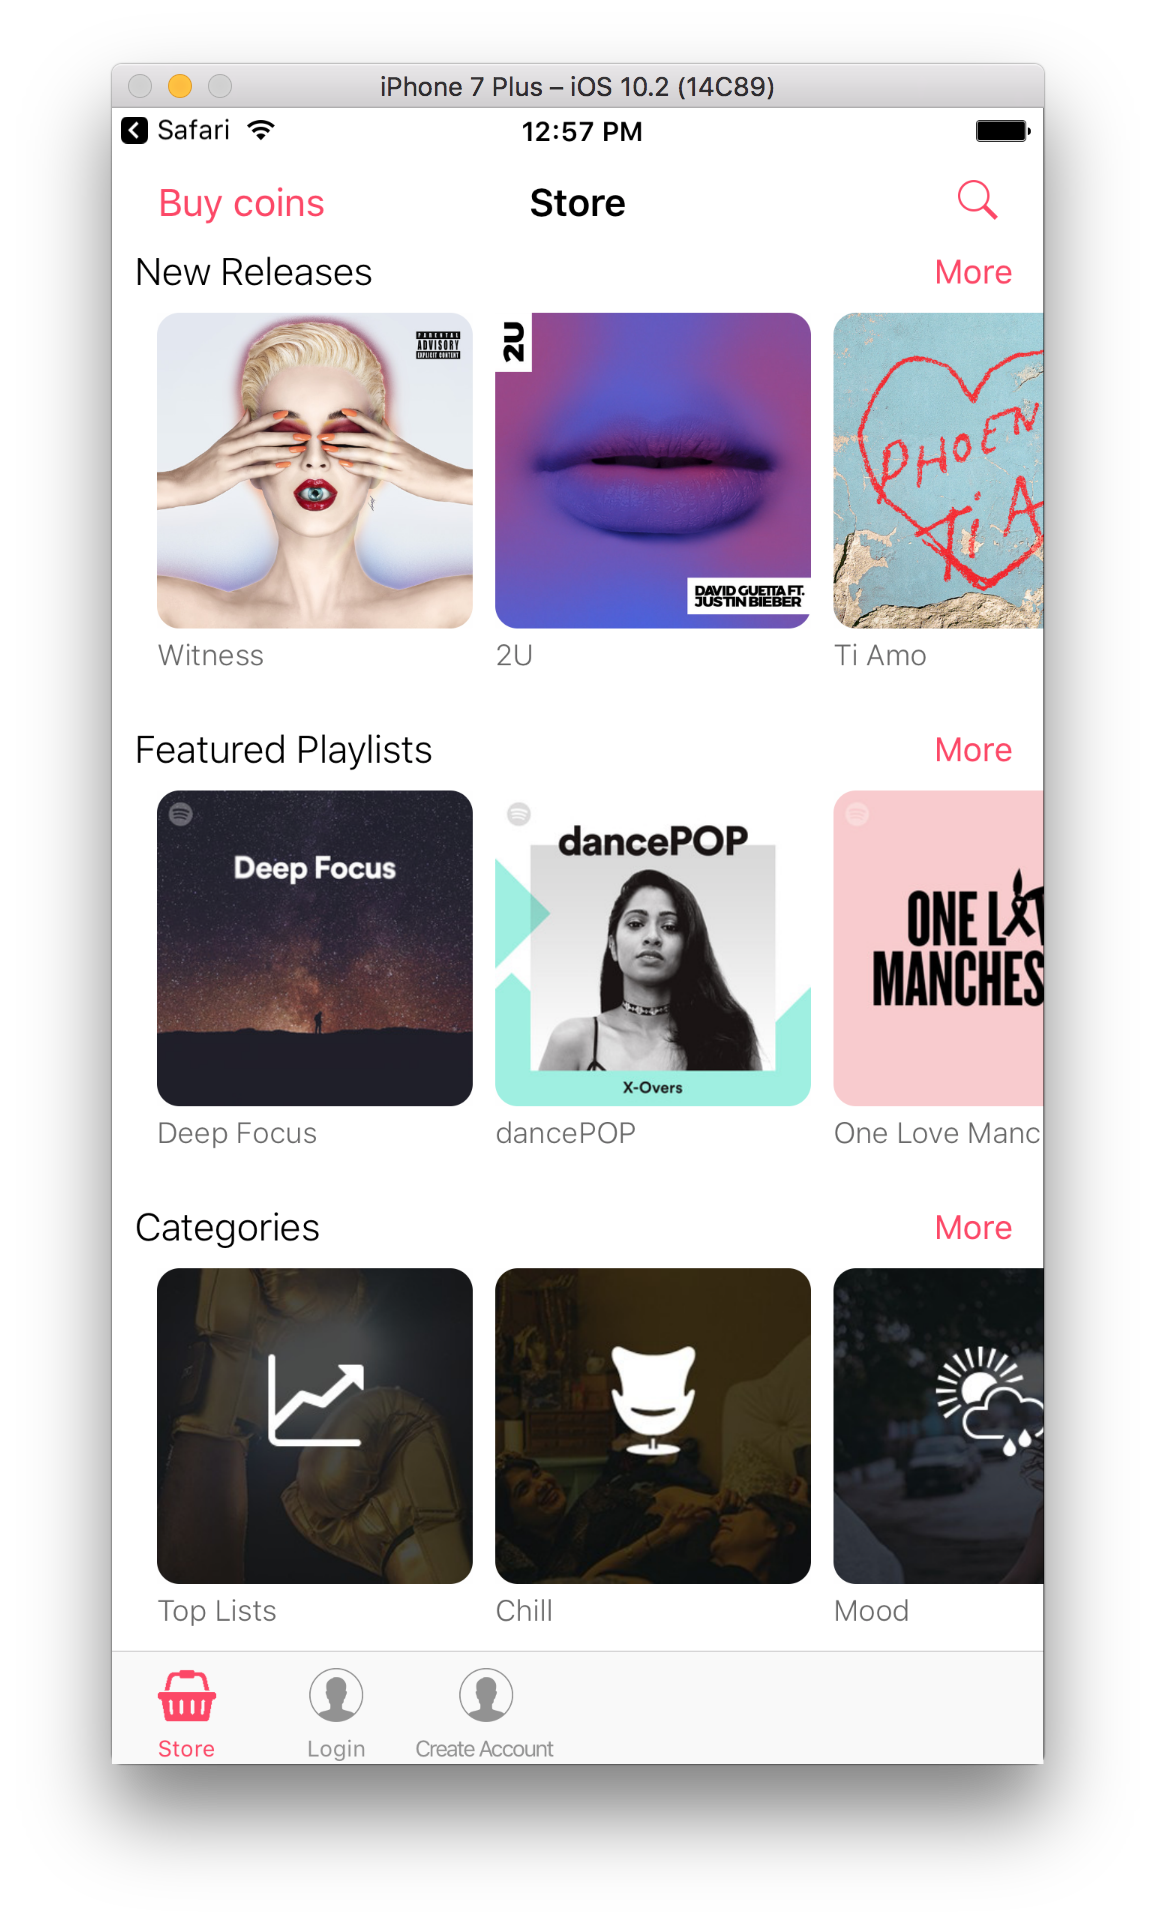 iPhone 7 Plus – iOS 10.2 (14C89)
Safari
12:57 PM
Buy coins
Store
New Releases
More
PARENTAL
ADVISORY
EXPLICIT CONTENT
2U
DAVID GUETTA FT.
JUSTIN BIEBER
PHOEN
Ti A
Witness
2U
Ti Amo
Featured Playlists
More
Deep Focus
dancePOP
X-Overs
ONE LOV
MANCHES
Deep Focus
dancePOP
One Love Manc
Categories
More
Top Lists
Chill
Mood
Store
Login
Create Account